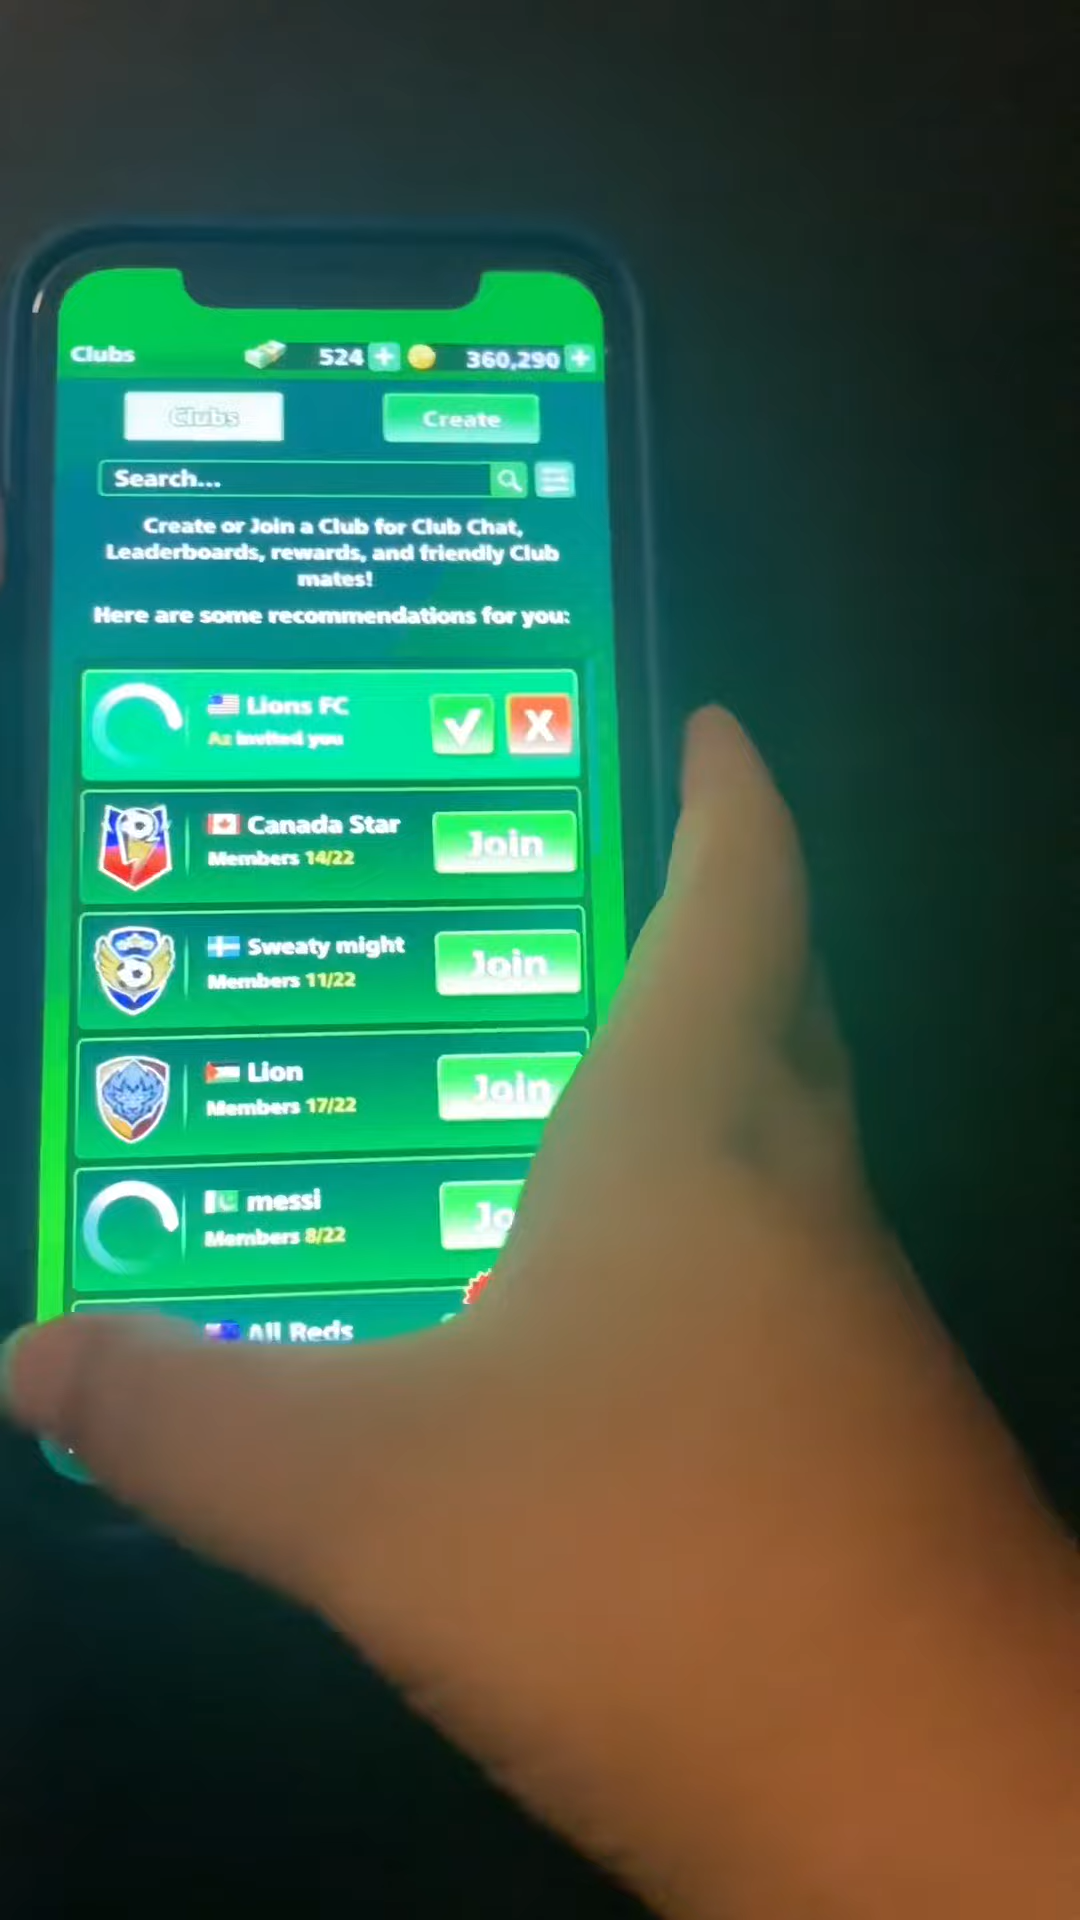 Clubs 524 + 360,290 +
Clubs Create
Search...
Create or Join a Club for Club Chat,
Leaderboards, rewards, and friendly Club
mates!
Here are some recommendations for you:
Lions FC
Az invited you
X
Canada Star
Members 14/22
Join
Sweaty might
Members 11/22
Join
Lion
Members 17/22
Join
messi
Members 8/22
Jo
All Reds